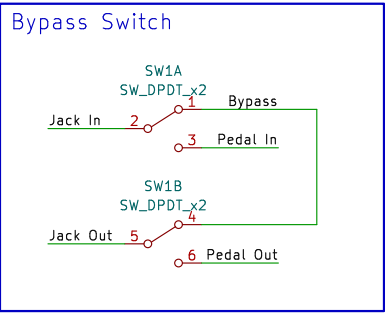 Bypass Switch
SW1A
SW_DPDT_x2
1 Bypass
Jack In 2
3 Pedal In
SW1B
SW_DPDT_x2
4
Jack Out 5
6 Pedal Out